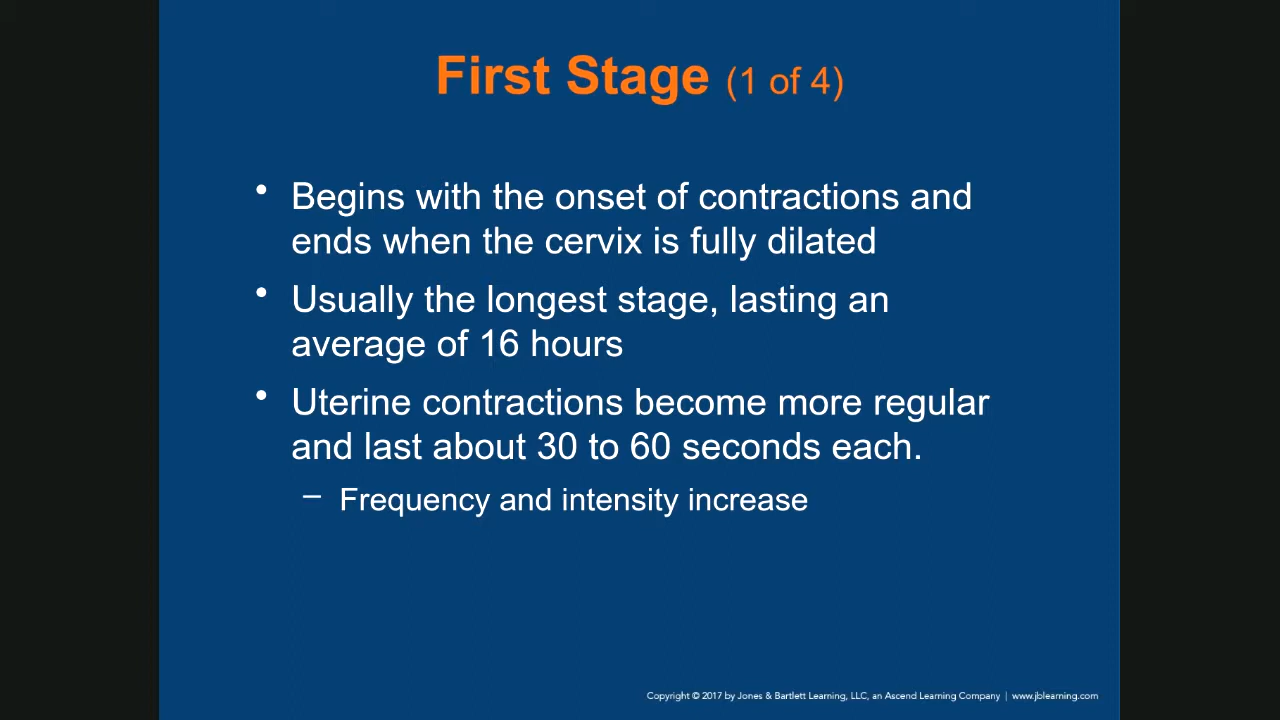 First Stage (1 of 4)
• Begins with the onset of contractions and
ends when the cervix is fully dilated
• Usually the longest stage, lasting an
average of 16 hours
• Uterine contractions become more regular
and last about 30 to 60 seconds each.
– Frequency and intensity increase
Copyright © 2017 by Jones & Bartlett Learning, LLC, an Ascend Learning Company | www.jblearning.com